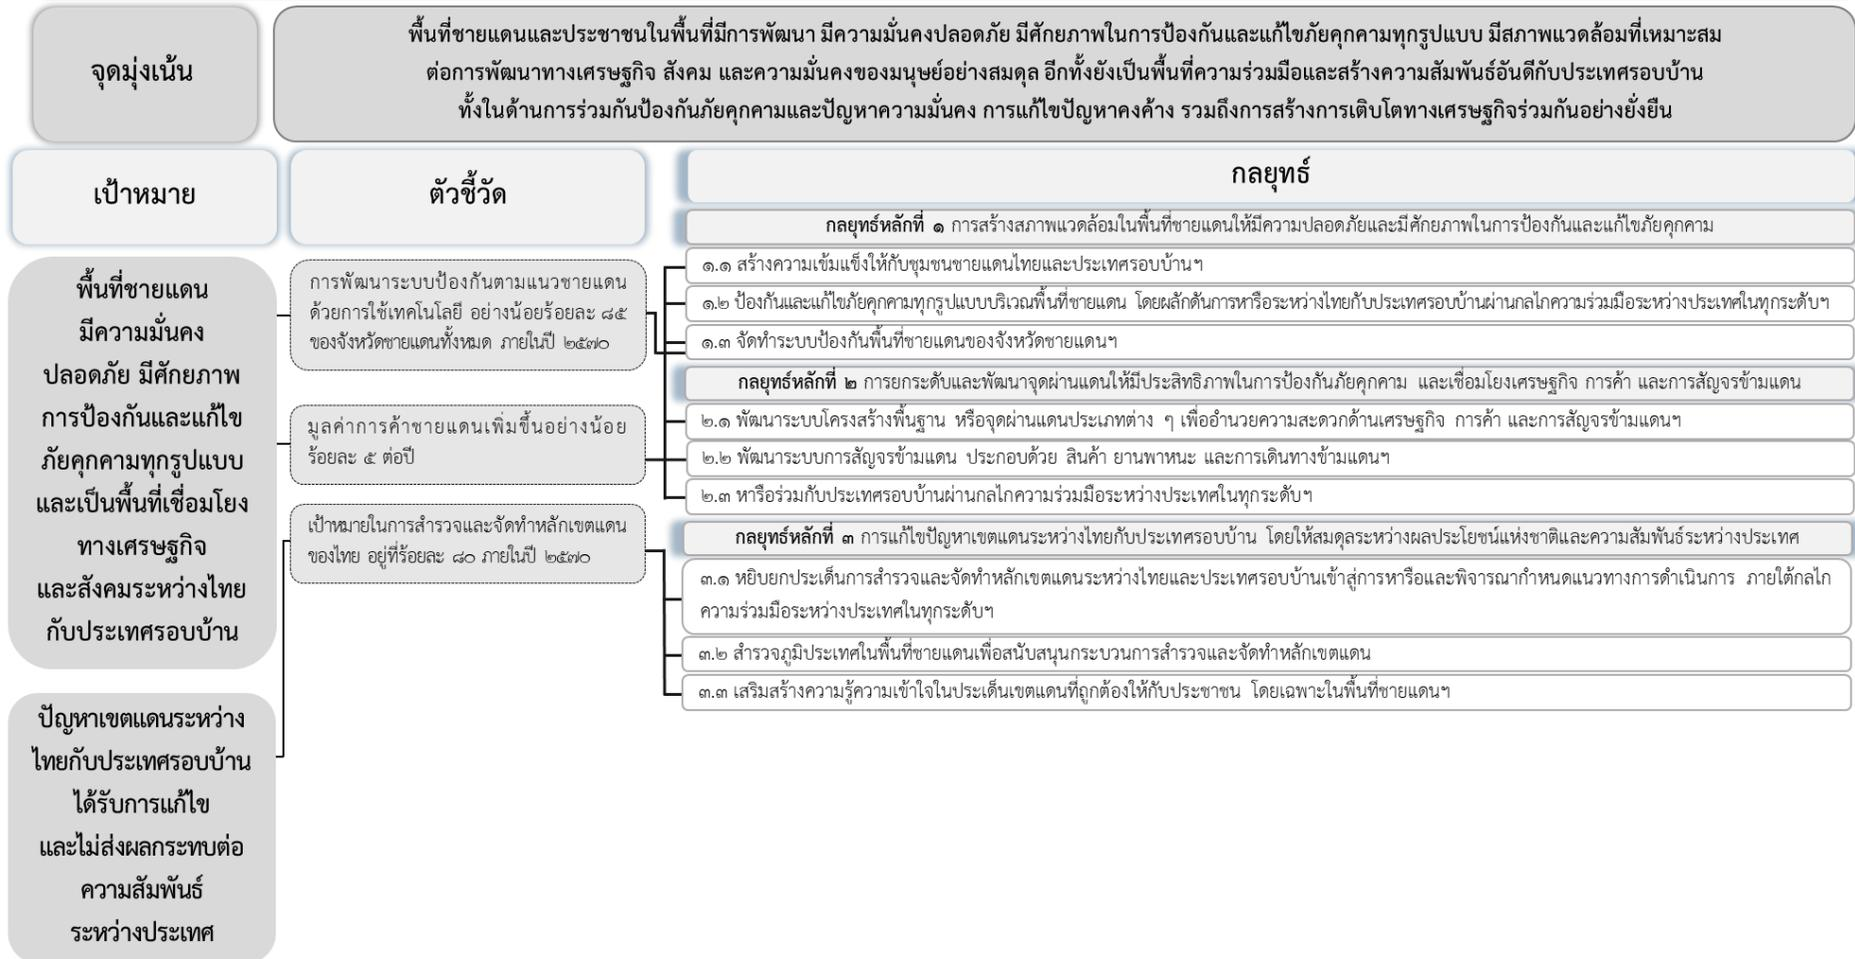 จุดมุ่งเน้น
พื้นที่ชายแดนและประชาชนในพื้นที่มีการพัฒนา มีความมั่นคงปลอดภัย มีศักยภาพในการป้องกันและแก้ไขภัยคุกคามทุกรูปแบบ มีสภาพแวดล้อมที่เหมาะสม
ต่อการพัฒนาทางเศรษฐกิจ สังคม และความมั่นคงของมนุษย์อย่างสมดุล อีกทั้งยังเป็นพื้นที่ความร่วมมือและสร้างความสัมพันธ์อันดีกับประเทศรอบบ้าน
ทั้งในด้านการร่วมกันป้องกันภัยคุกคามและปัญหาความมั่นคง การแก้ไขปัญหาคงค้าง รวมถึงการสร้างการเติบโตทางเศรษฐกิจร่วมกันอย่างยั่งยืน
เป้าหมาย
ตัวชี้วัด
กลยุทธ์
พื้นที่ชายแดน
มีความมั่นคง
ปลอดภัย มีศักยภาพ
การป้องกันและแก้ไข
ภัยคุกคามทุกรูปแบบ
และเป็นพื้นที่เชื่อมโยง
ทางเศรษฐกิจ
และสังคมระหว่างไทย
กับประเทศรอบบ้าน
ปัญหาเขตแดนระหว่าง
ไทยกับประเทศรอบบ้าน
ได้รับการแก้ไข
และไม่ส่งผลกระทบต่อ
ความสัมพันธ์
ระหว่างประเทศ
การพัฒนาระบบป้องกันตามแนวชายแดน
ด้วยการใช้เทคโนโลยี อย่างน้อยร้อยละ ๘๕
ของจังหวัดชายแดนทั้งหมด ภายในปี ๒๕๗๐
มูลค่าการค้าชายแดนเพิ่มขึ้นอย่างน้อย
ร้อยละ ๕ ต่อปี
เป้าหมายในการสำรวจและจัดทำหลักเขตแดน
ของไทย อยู่ที่ร้อยละ ๘๐ ภายในปี ๒๕๗๐
กลยุทธ์หลักที่ ๑ การสร้างสภาพแวดล้อมในพื้นที่ชายแดนให้มีความปลอดภัยและมีศักยภาพในการป้องกันและแก้ไขภัยคุกคาม
๑.๑ สร้างความเข้มแข็งให้กับชุมชนชายแดนไทยและประเทศรอบบ้านฯ
๑.๒ ป้องกันและแก้ไขภัยคุกคามทุกรูปแบบบริเวณพื้นที่ชายแดน โดยผลักดันการหารือระหว่างไทยกับประเทศรอบบ้านผ่านกลไกความร่วมมือระหว่างประเทศในทุกระดับฯ
๑.๓ จัดทำระบบป้องกันพื้นที่ชายแดนของจังหวัดชายแดนฯ
กลยุทธ์หลักที่ ๒ การยกระดับและพัฒนาจุดผ่านแดนให้มีประสิทธิภาพในการป้องกันภัยคุกคาม และเชื่อมโยงเศรษฐกิจ การค้า และการสัญจรข้ามแดน
๒.๑ พัฒนาระบบโครงสร้างพื้นฐาน หรือจุดผ่านแดนประเภทต่าง ๆ เพื่ออำนวยความสะดวกด้านเศรษฐกิจ การค้า และการสัญจรข้ามแดนฯ
๒.๒ พัฒนาระบบการสัญจรข้ามแดน ประกอบด้วย สินค้า ยานพาหนะ และการเดินทางข้ามแดนฯ
๒.๓ หารือร่วมกับประเทศรอบบ้านผ่านกลไกความร่วมมือระหว่างประเทศในทุกระดับฯ
กลยุทธ์หลักที่ ๓ การแก้ไขปัญหาเขตแดนระหว่างไทยกับประเทศรอบบ้าน โดยให้สมดุลระหว่างผลประโยชน์แห่งชาติและความสัมพันธ์ระหว่างประเทศ
๓.๑ หยิบยกประเด็นการสำรวจและจัดทำหลักเขตแดนระหว่างไทยและประเทศรอบบ้านเข้าสู่การหารือและพิจารณากำหนดแนวทางการดำเนินการ ภายใต้กลไก
ความร่วมมือระหว่างประเทศในทุกระดับฯ
๓.๒ สำรวจภูมิประเทศในพื้นที่ชายแดนเพื่อสนับสนุนกระบวนการสำรวจและจัดทำหลักเขตแดน
๓.๓ เสริมสร้างความรู้ความเข้าใจในประเด็นเขตแดนที่ถูกต้องให้กับประชาชน โดยเฉพาะในพื้นที่ชายแดนฯ